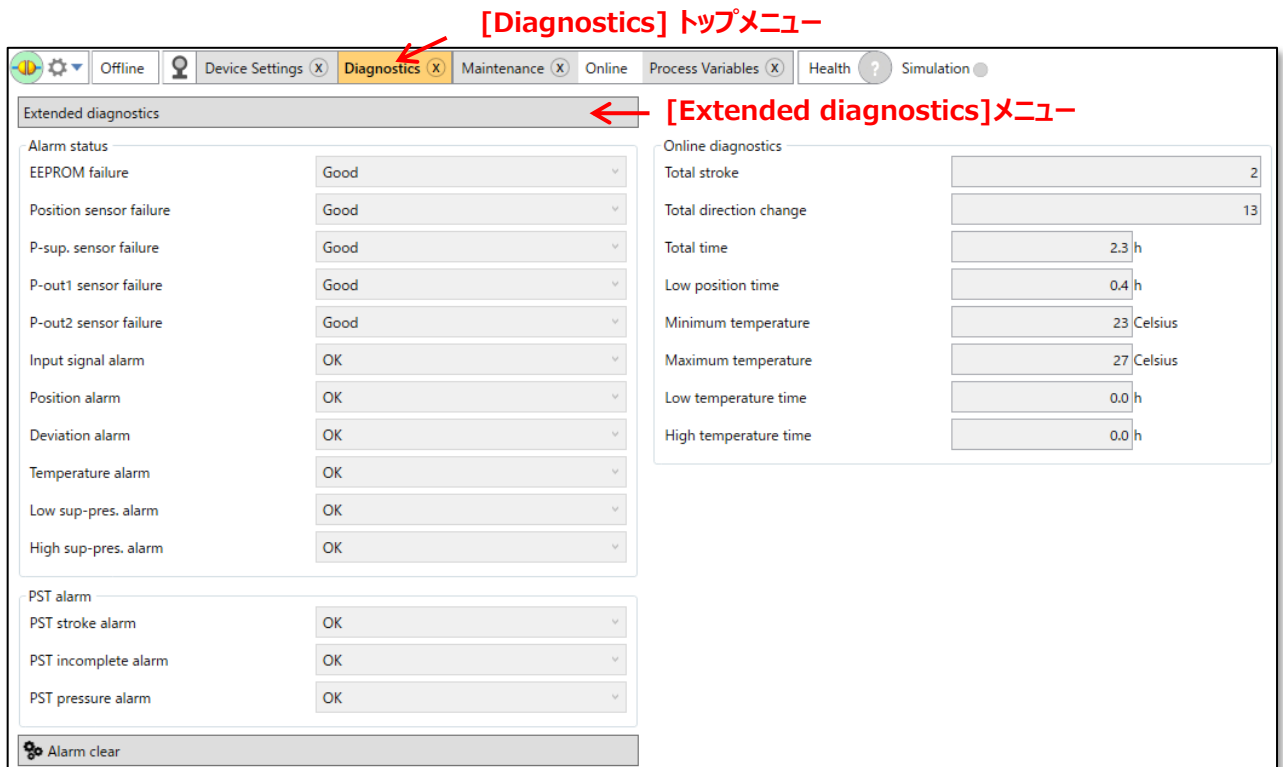 [Diagnostics] トップメニュー
Offline Device Settings X Diagnostics X Maintenance X Online Process Variables X Health ? Simulation
Extended diagnostics
[Extended diagnostics]メニュー
Alarm status
EEPROM failure Good
Position sensor failure Good
P-sup. sensor failure Good
P-out1 sensor failure Good
P-out2 sensor failure Good
Input signal alarm OK
Position alarm OK
Deviation alarm OK
Temperature alarm OK
Low sup-pres. alarm OK
High sup-pres. alarm OK
PST alarm
PST stroke alarm OK
PST incomplete alarm OK
PST pressure alarm OK
Alarm clear
Online diagnostics
Total stroke 2
Total direction change 13
Total time 2.3 h
Low position time 0.4 h
Minimum temperature 23 Celsius
Maximum temperature 27 Celsius
Low temperature time 0.0 h
High temperature time 0.0 h